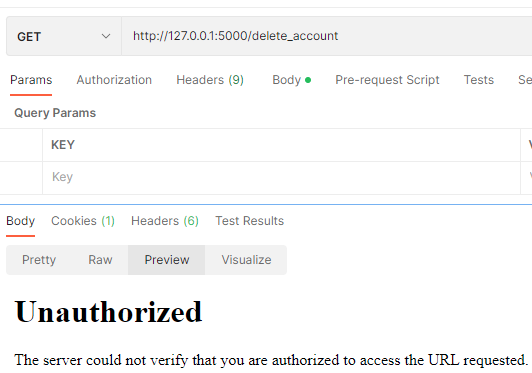 GET http://127.0.0.1:5000/delete_account
Params Authorization Headers (9) Body Pre-request Script Tests Se
Query Params
KEY V
Key V
Body Cookies (1) Headers (6) Test Results
Pretty Raw Preview Visualize
Unauthorized
The server could not verify that you are authorized to access the URL requested.